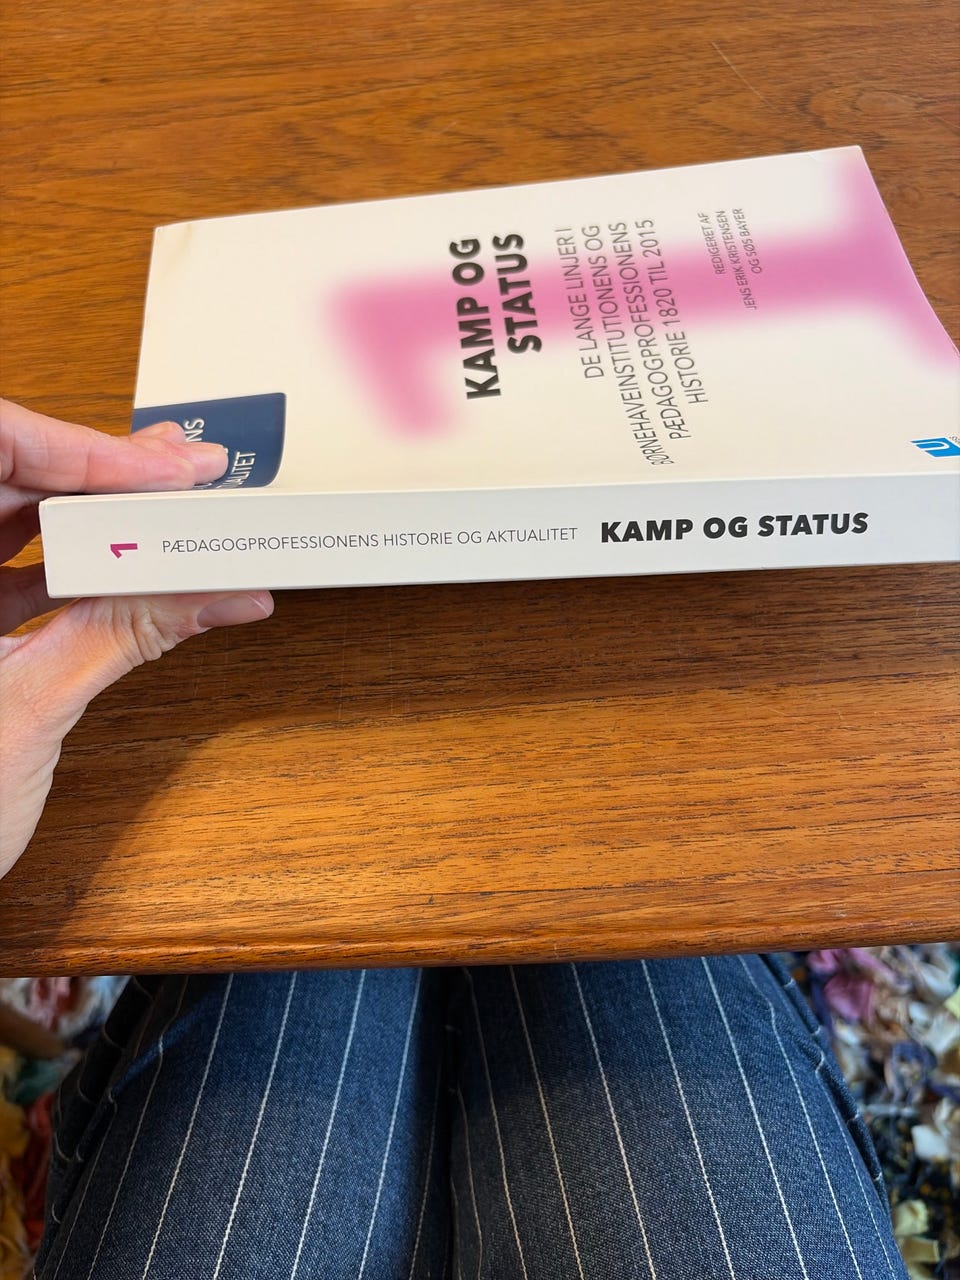 KAMP OG
STATUS
DE LANGE LINJER I
BØRNEHAVEINSTITUTIONENS OG
PÆDAGOGPROFESSIONENS
HISTORIE 1820 TIL 2015
REDIGERET AF
JENS ERIK KRISTENSEN
OG SØS BAYER
1
1 PÆDAGOGPROFESSIONENS HISTORIE OG AKTUALITET KAMP OG STATUS
U